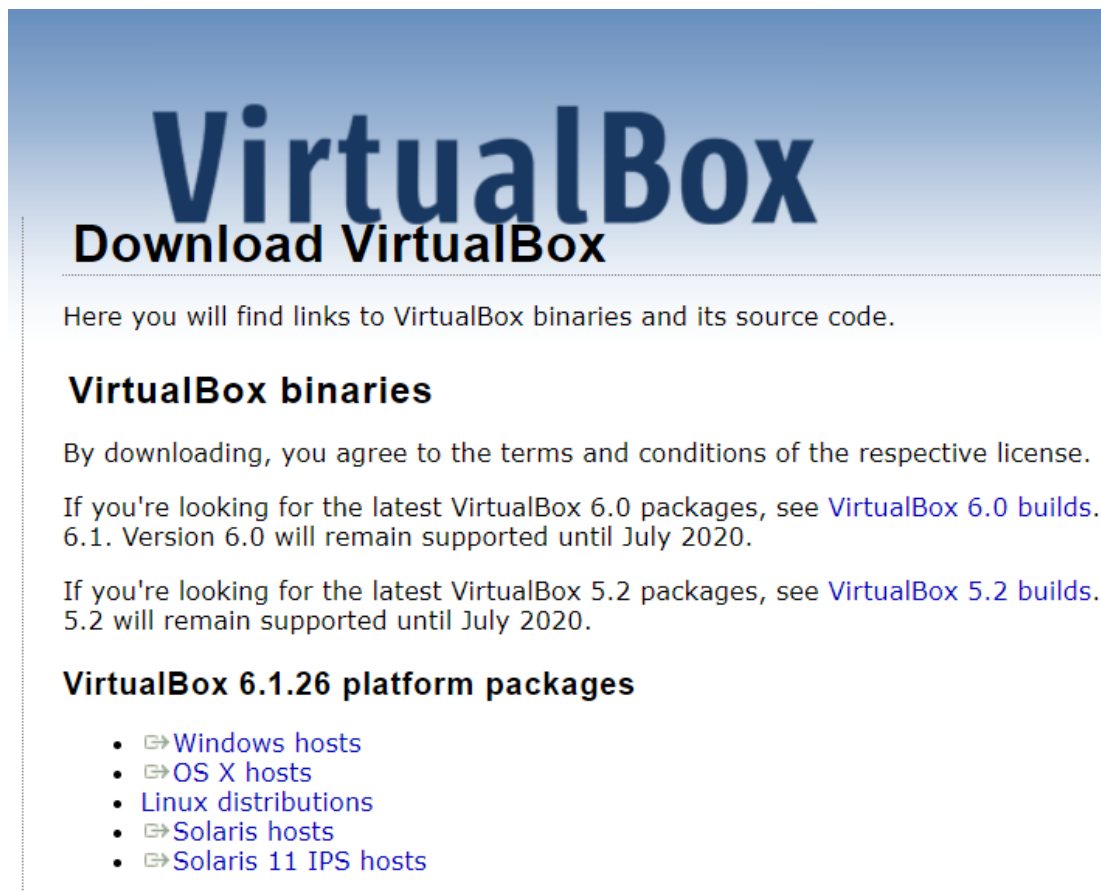 VirtualBox
Download VirtualBox
Here you will find links to VirtualBox binaries and its source code.
VirtualBox binaries
By downloading, you agree to the terms and conditions of the respective license.
If you're looking for the latest VirtualBox 6.0 packages, see VirtualBox 6.0 builds.
6.1. Version 6.0 will remain supported until July 2020.
If you're looking for the latest VirtualBox 5.2 packages, see VirtualBox 5.2 builds.
5.2 will remain supported until July 2020.
VirtualBox 6.1.26 platform packages
Windows hosts
OS X hosts
Linux distributions
Solaris hosts
Solaris 11 IPS hosts